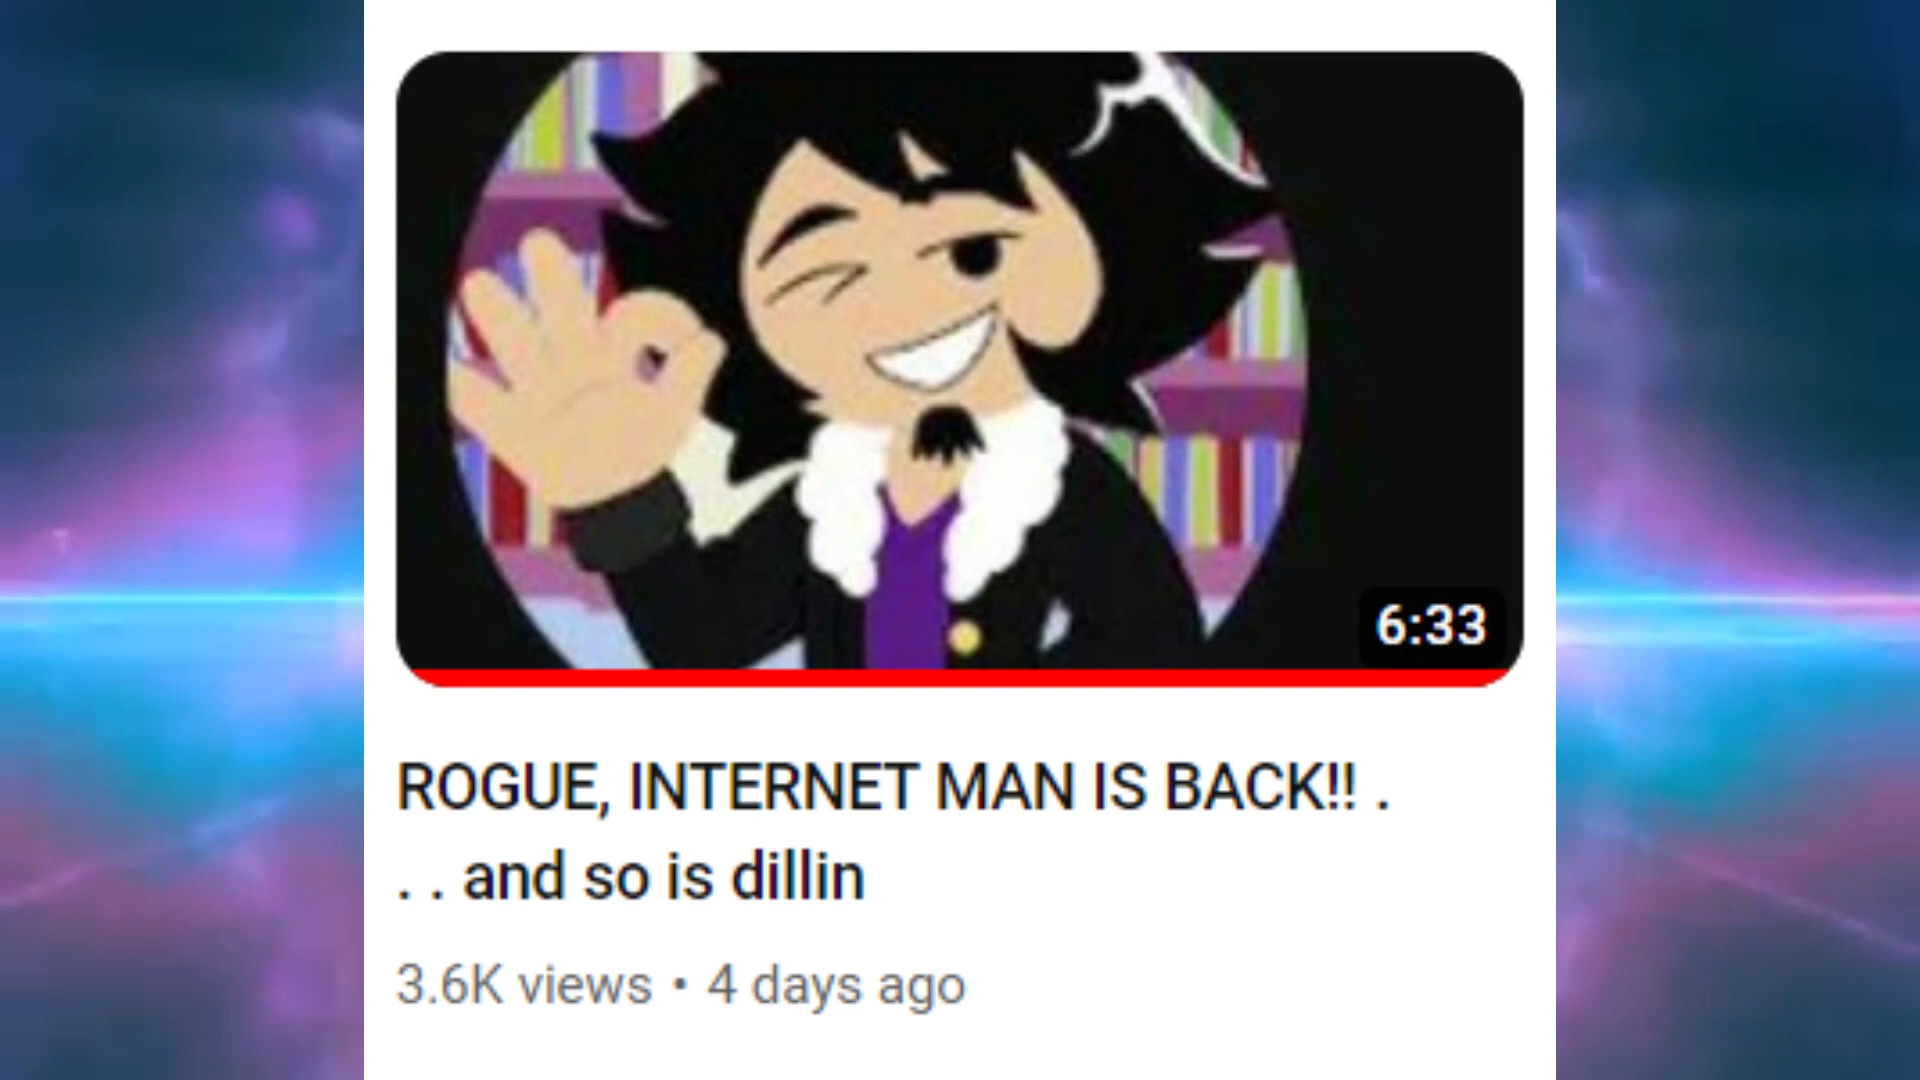 6:33
ROGUE, INTERNET MAN IS BACK!! .
. . and so is dillin
3.6K views • 4 days ago